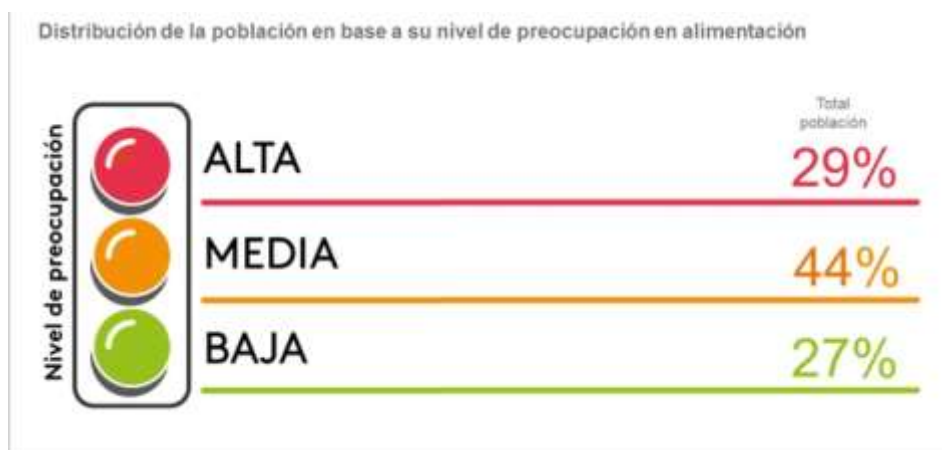 Distribución de la población en base a su nivel de preocupación en alimentación
Total
población
Nivel de preocupación
ALTA
29%
MEDIA
44%
BAJA
27%